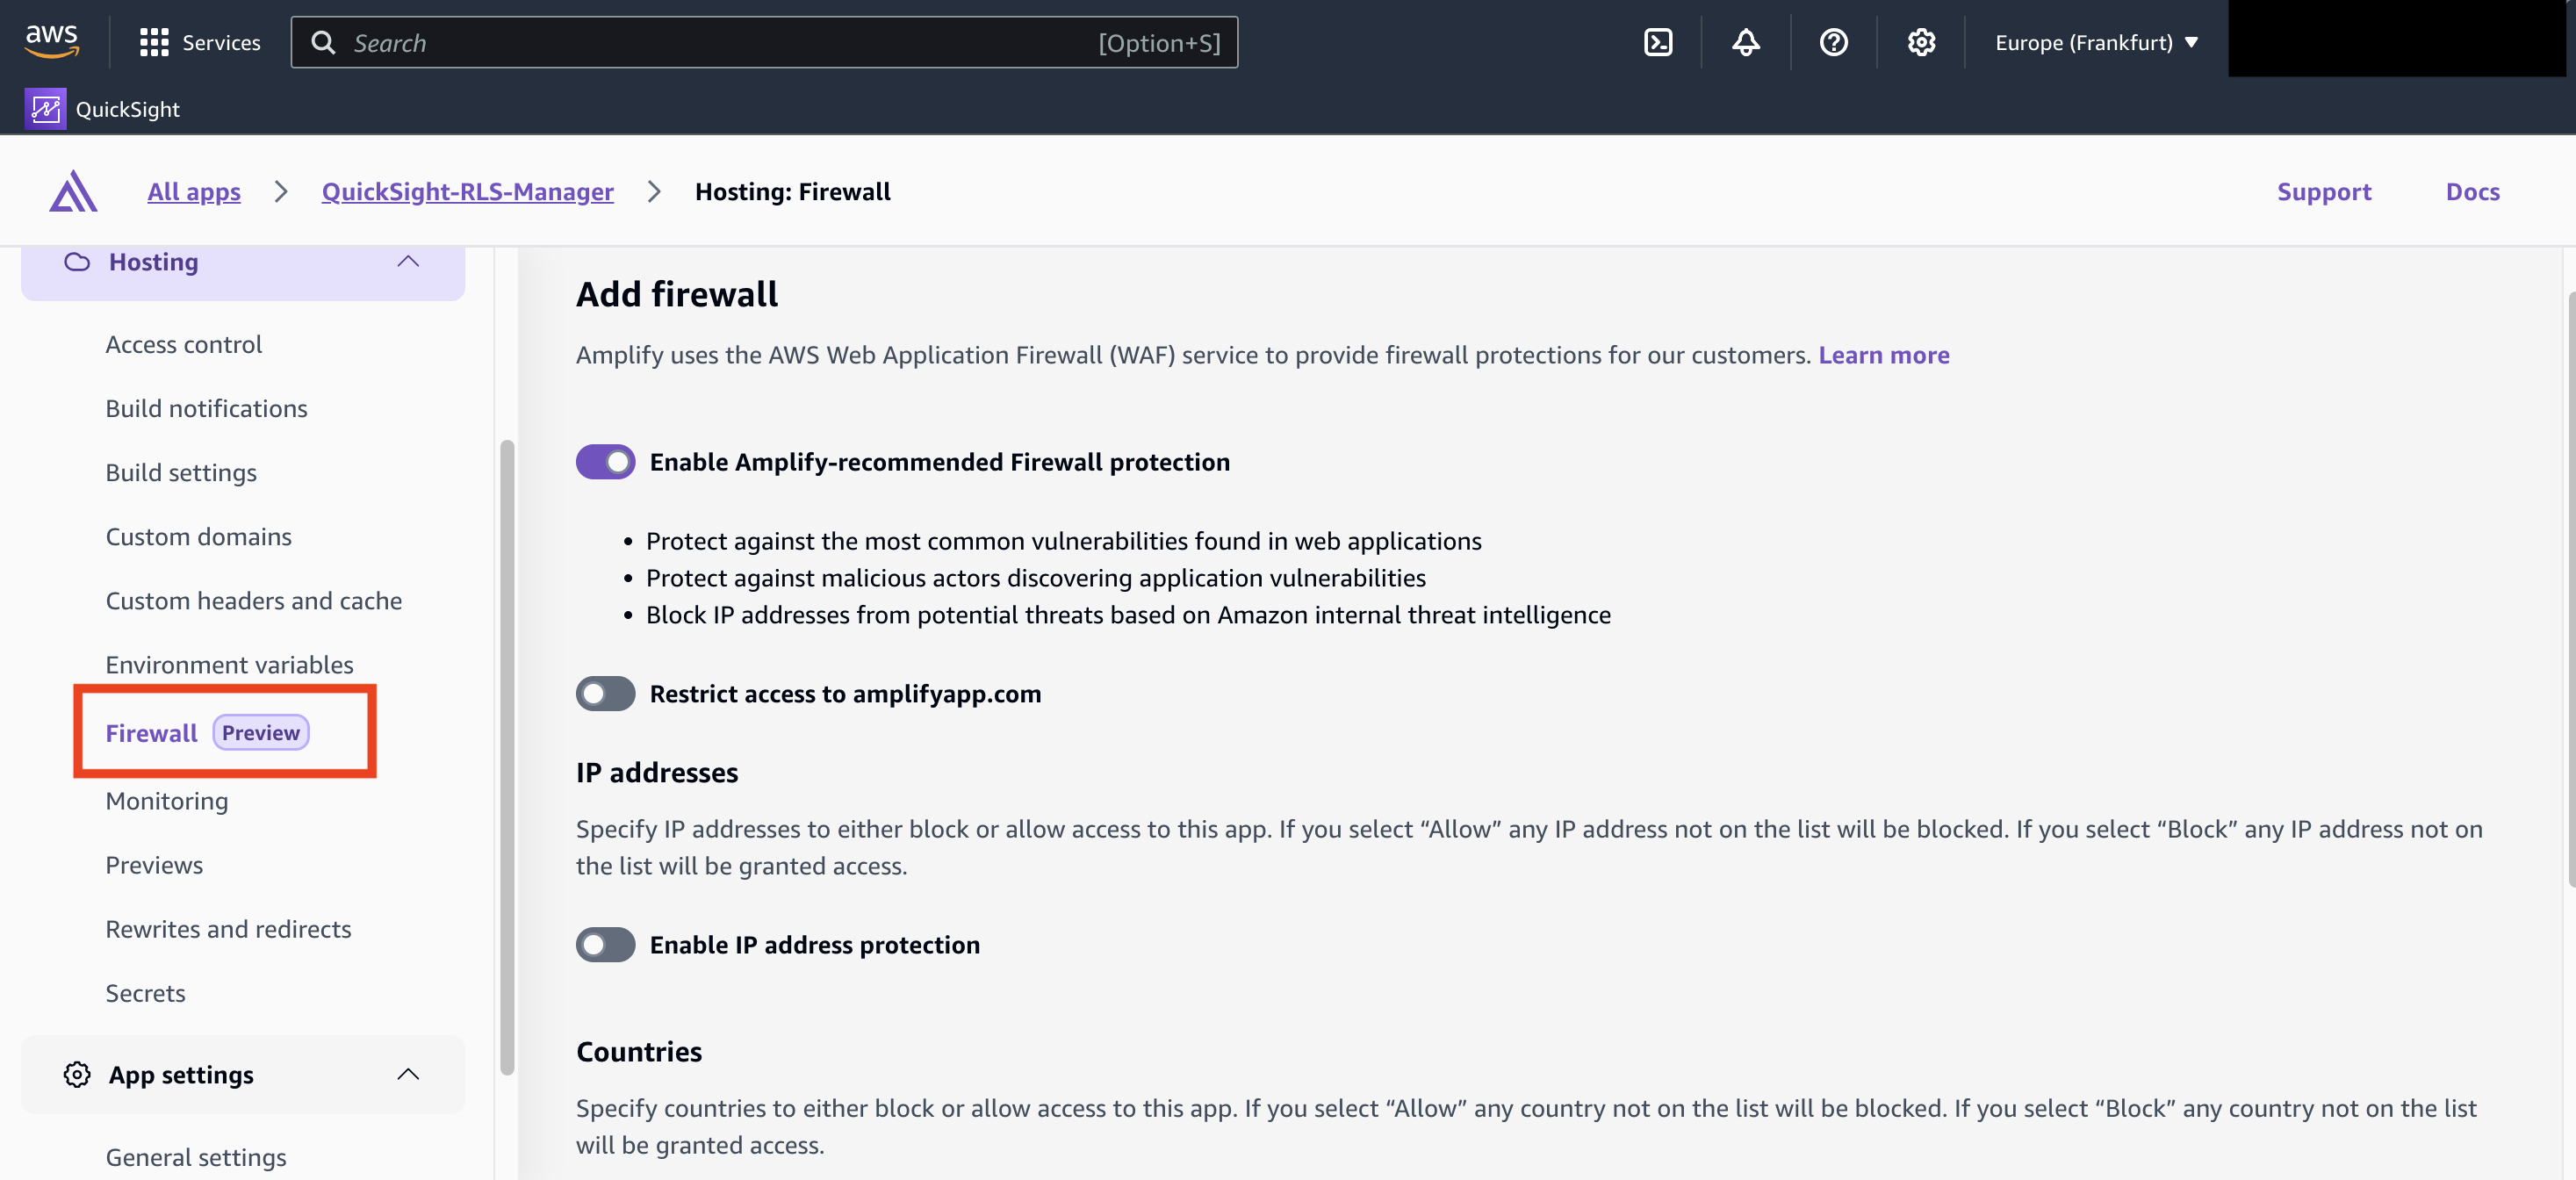 aws
Services
Search
[Option+S]
Europe (Frankfurt)
QuickSight
All apps
QuickSight-RLS-Manager
Hosting: Firewall
Support
Docs
Hosting
Access control
Build notifications
Build settings
Custom domains
Custom headers and cache
Environment variables
Firewall
Preview
Monitoring
Previews
Rewrites and redirects
Secrets
App settings
General settings
Add firewall
Amplify uses the AWS Web Application Firewall (WAF) service to provide firewall protections for our customers. Learn more
Enable Amplify-recommended Firewall protection
• Protect against the most common vulnerabilities found in web applications
• Protect against malicious actors discovering application vulnerabilities
• Block IP addresses from potential threats based on Amazon internal threat intelligence
Restrict access to amplifyapp.com
IP addresses
Specify IP addresses to either block or allow access to this app. If you select “Allow” any IP address not on the list will be blocked. If you select “Block” any IP address not on
the list will be granted access.
Enable IP address protection
Countries
Specify countries to either block or allow access to this app. If you select “Allow” any country not on the list will be blocked. If you select “Block” any country not on the list
will be granted access.